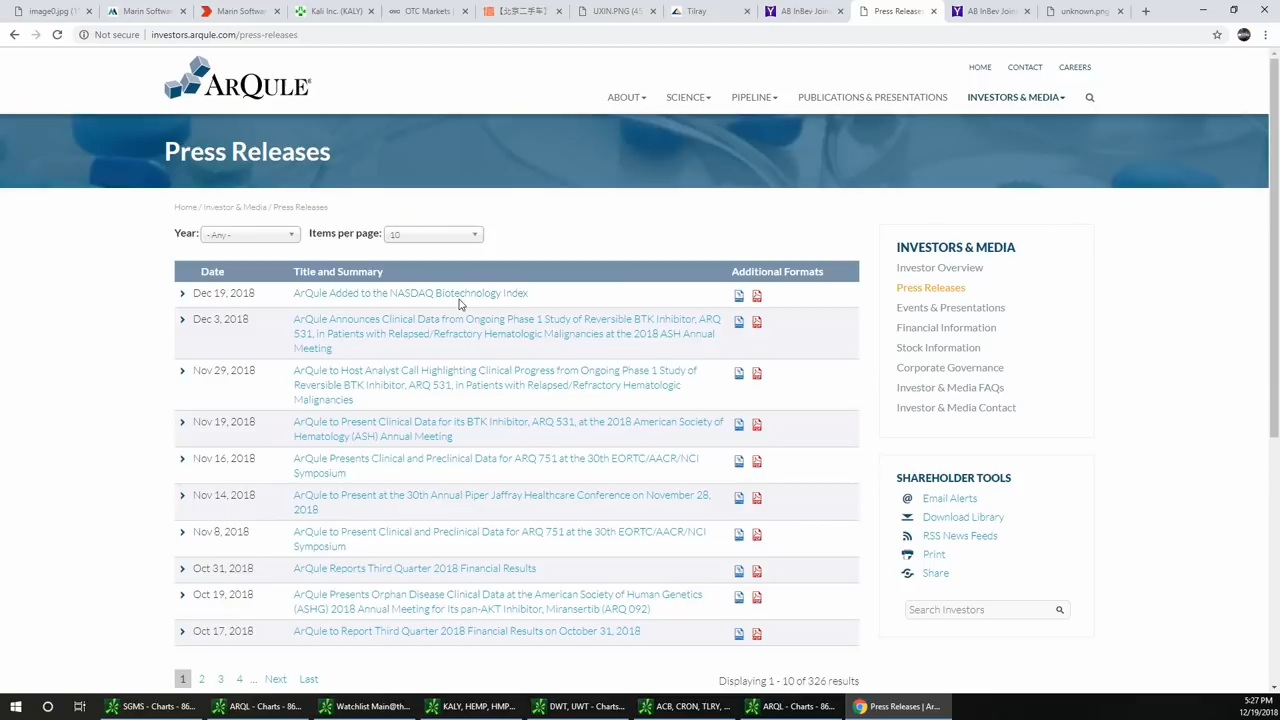 image0.jpg (1
Marin Softwar
Marin Softwar
Kali Inc. (KALY)
OTC Markets |
【北京二手车】
UXIN.PNG (45
Tilray
AB InBev Join
Press Releases
AB InBev Join
unknown.png
Not secure | investors.arqule.com/press-releases
ARQULE
HOME CONTACT CAREERS
ABOUT SCIENCE PIPELINE PUBLICATIONS & PRESENTATIONS INVESTORS & MEDIA
Press Releases
Home / Investor & Media / Press Releases
Year: - Any - Items per page: 10
Date Title and Summary Additional Formats
Dec 19, 2018 ArQule Added to the NASDAQ Biotechnology Index
Dec 3, 2018 ArQule Announces Clinical Data from Ongoing Phase 1 Study of Reversible BTK Inhibitor, ARQ
531, in Patients with Relapsed/Refractory Hematologic Malignancies at the 2018 ASH Annual
Meeting
Nov 29, 2018 ArQule to Host Analyst Call Highlighting Clinical Progress from Ongoing Phase 1 Study of
Reversible BTK Inhibitor, ARQ 531, in Patients with Relapsed/Refractory Hematologic
Malignancies
Nov 19, 2018 ArQule to Present Clinical Data for its BTK Inhibitor, ARQ 531, at the 2018 American Society of
Hematology (ASH) Annual Meeting
Nov 16, 2018 ArQule Presents Clinical and Preclinical Data for ARQ 751 at the 30th EORTC/AACR/NCI
Symposium
Nov 14, 2018 ArQule to Present at the 30th Annual Piper Jaffray Healthcare Conference on November 28,
2018
Nov 8, 2018 ArQule to Present Clinical and Preclinical Data for ARQ 751 at the 30th EORTC/AACR/NCI
Symposium
Oct 31, 2018 ArQule Reports Third Quarter 2018 Financial Results
Oct 19, 2018 ArQule Presents Orphan Disease Clinical Data at the American Society of Human Genetics
(ASHG) 2018 Annual Meeting for Its pan-AKT Inhibitor, Miransertib (ARQ 092)
Oct 17, 2018 ArQule to Report Third Quarter 2018 Financial Results on October 31, 2018
1 2 3 4 ... Next Last
Displaying 1 - 10 of 326 results
INVESTORS & MEDIA
Investor Overview
Press Releases
Events & Presentations
Financial Information
Stock Information
Corporate Governance
Investor & Media FAQs
Investor & Media Contact
SHAREHOLDER TOOLS
Email Alerts
Download Library
RSS News Feeds
Print
Share
Search Investors
SGMS - Charts - 86...
ARQL - Charts - 86...
Watchlist Main@th...
KALY, HEMP, HMP...
DWT, UWT - Charts...
ACB, CRON, TLRY, ...
ARQL - Charts - 86...
Press Releases | Ar...
5:27 PM
12/19/2018